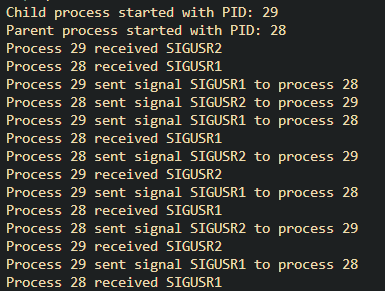 Child process started with PID: 29
Parent process started with PID: 28
Process 29 received SIGUSR2
Process 28 received SIGUSR1
Process 29 sent signal SIGUSR1 to process 28
Process 28 sent signal SIGUSR2 to process 29
Process 29 sent signal SIGUSR1 to process 28
Process 28 received SIGUSR1
Process 28 sent signal SIGUSR2 to process 29
Process 29 received SIGUSR2
Process 29 sent signal SIGUSR1 to process 28
Process 28 received SIGUSR1
Process 28 sent signal SIGUSR2 to process 29
Process 29 received SIGUSR2
Process 29 sent signal SIGUSR1 to process 28
Process 28 received SIGUSR1